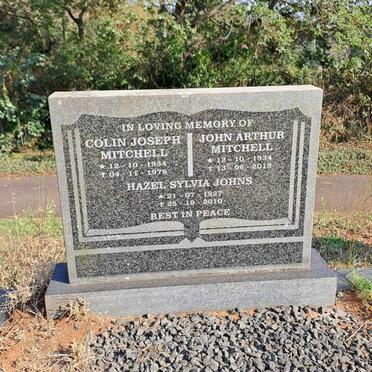 IN LOVING MEMORY OF
COLIN JOSEPH
MITCHELL
★ 12-10-1934
✝ 04-11-1979
JOHN ARTHUR
MITCHELL
★ 12-10-1934
✝ 13-06-2018
HAZEL SYLVIA JOHNS
★ 21-07-1927
✝ 25-10-2010
REST IN PEACE